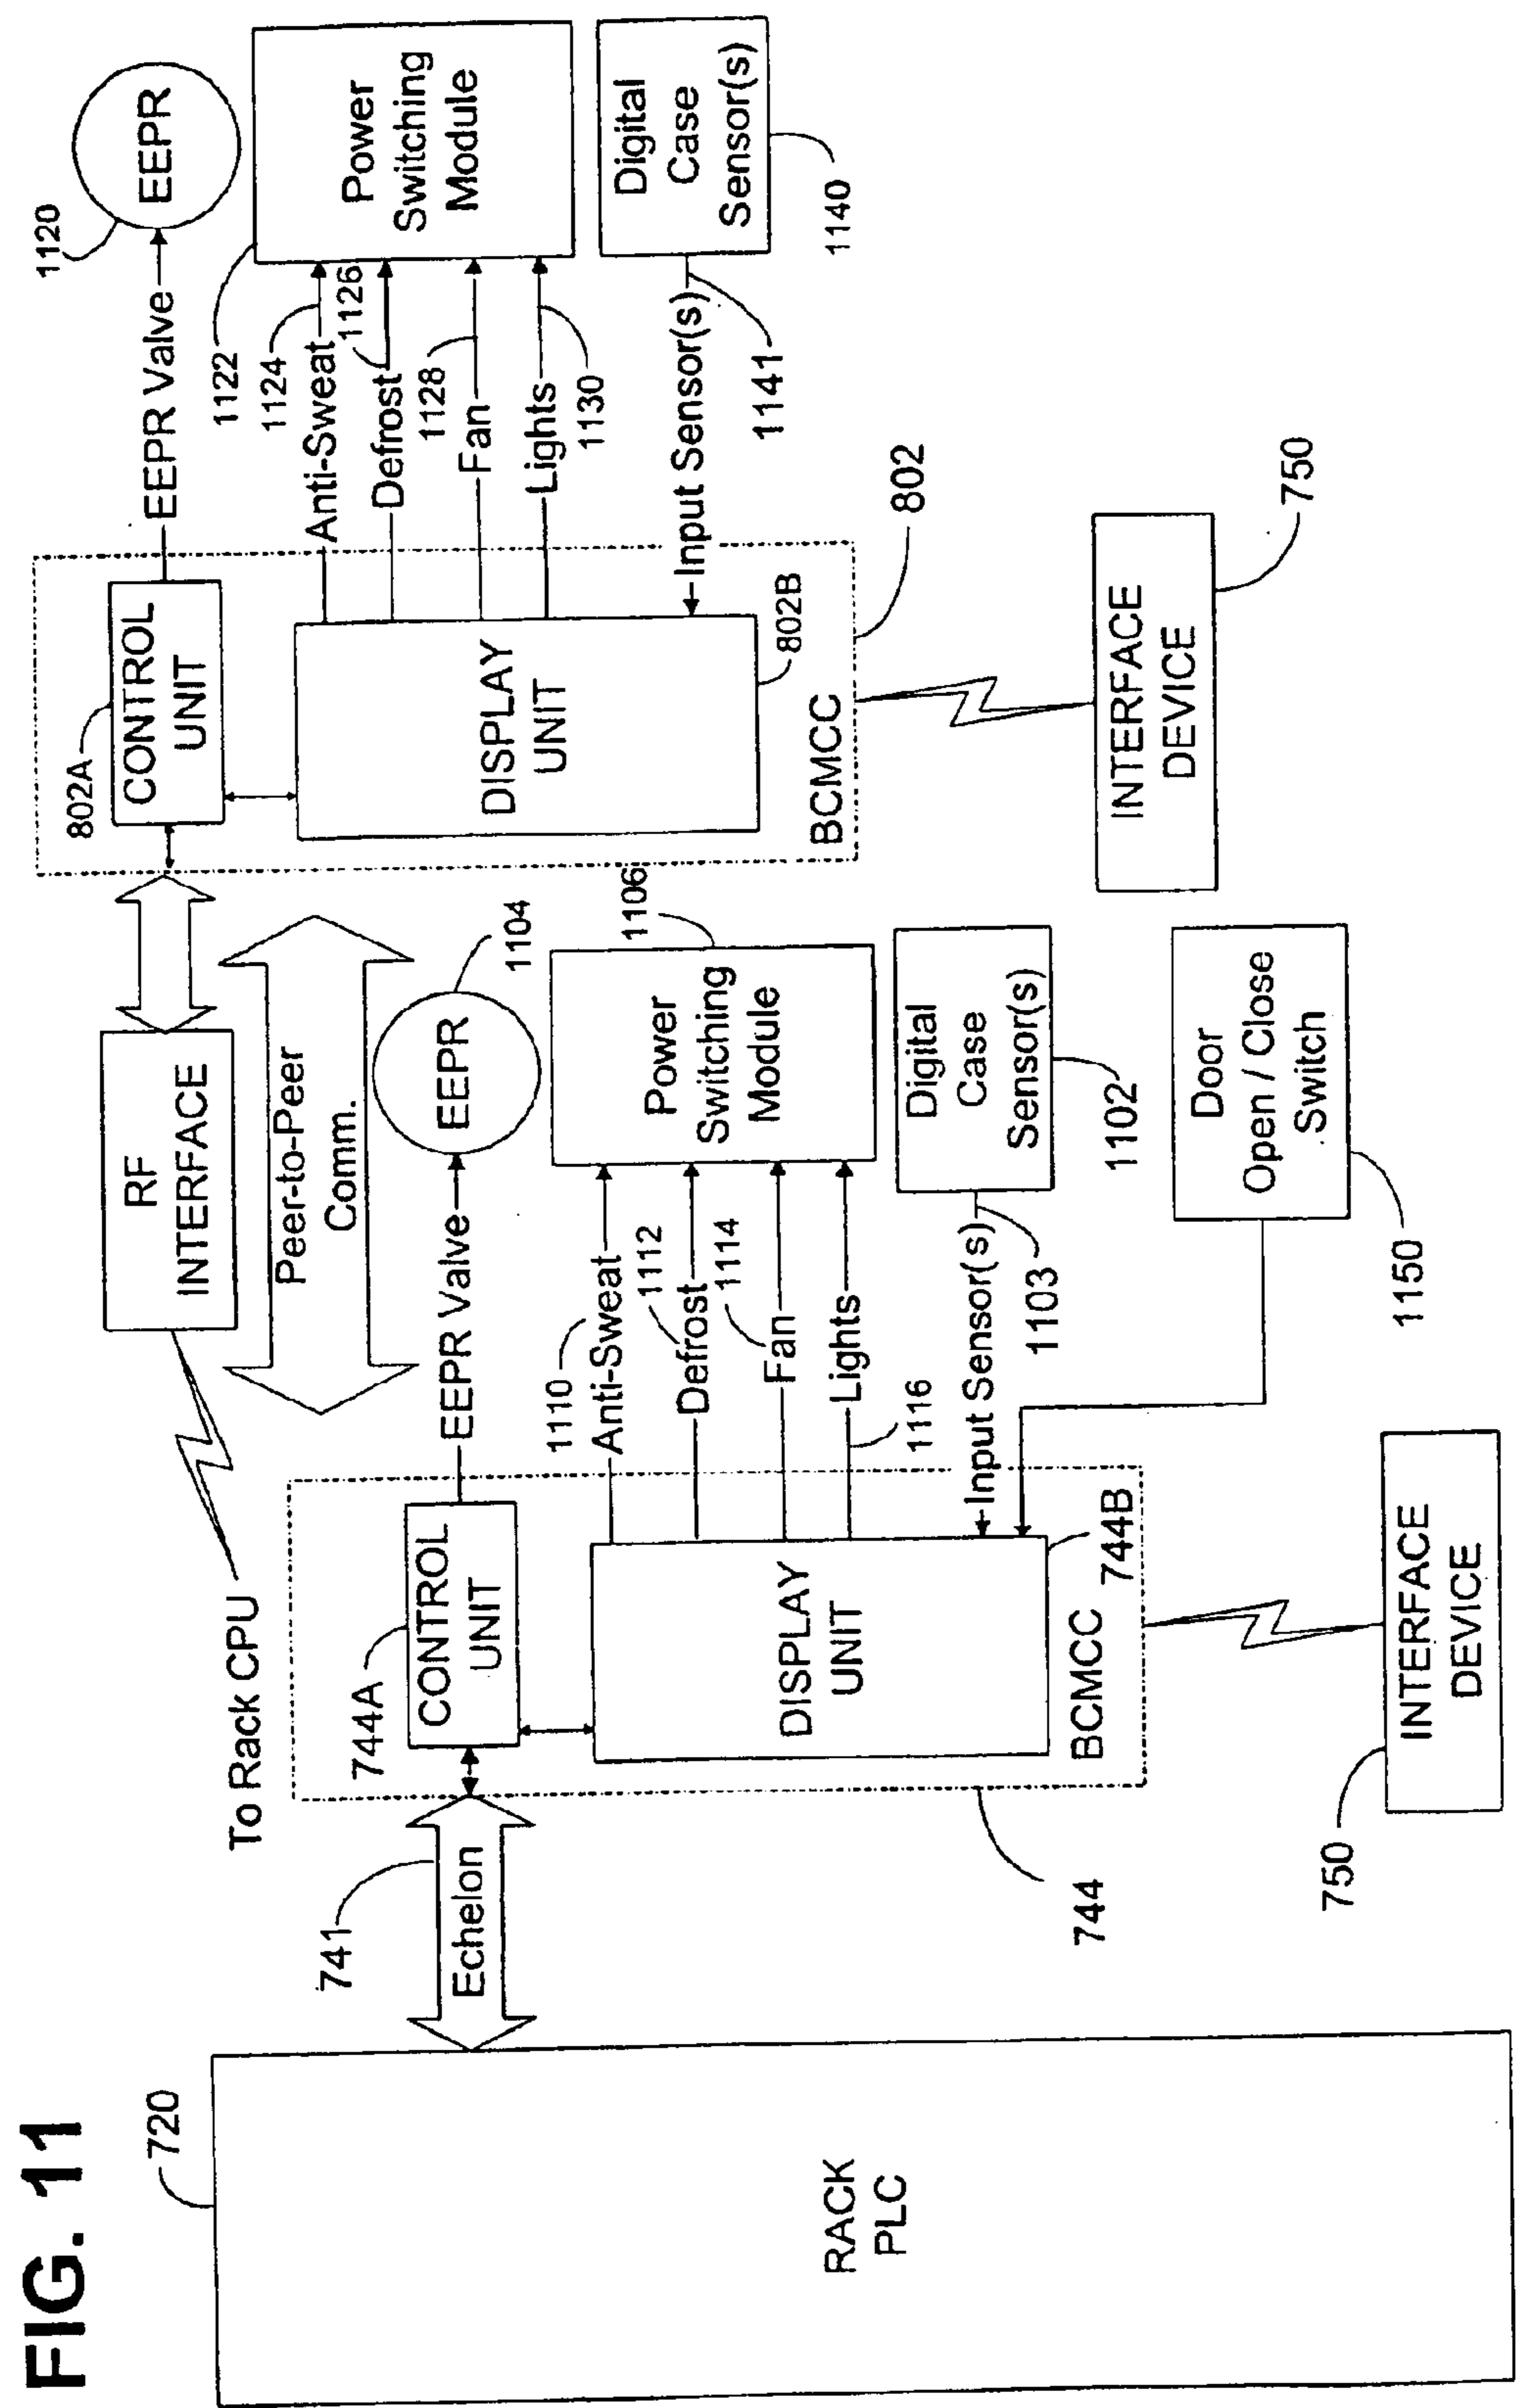 FIG. 11
720
RACK
PLC
741
Echelon
To Rack CPU
RF
INTERFACE
Peer-to-Peer
Comm.
744A
CONTROL
UNIT
EEPR Valve
EEPR
1104
DISPLAY
UNIT
744B
BCMCC
744
1110
Anti-Sweat
1112
Defrost
1114
Fan
Lights
1116
Power
Switching
Module
1106
Input Sensor(s)
1103
Digital
Case
Sensor(s)
1102
Door
Open / Close
Switch
1150
750
INTERFACE
DEVICE
802A
CONTROL
UNIT
EEPR Valve
EEPR
1120
DISPLAY
UNIT
802B
BCMCC
802
1122
1124
Anti-Sweat
1126
Defrost
1128
Fan
Lights
1130
Power
Switching
Module
Input Sensor(s)
1141
Digital
Case
Sensor(s)
1140
INTERFACE
DEVICE
750